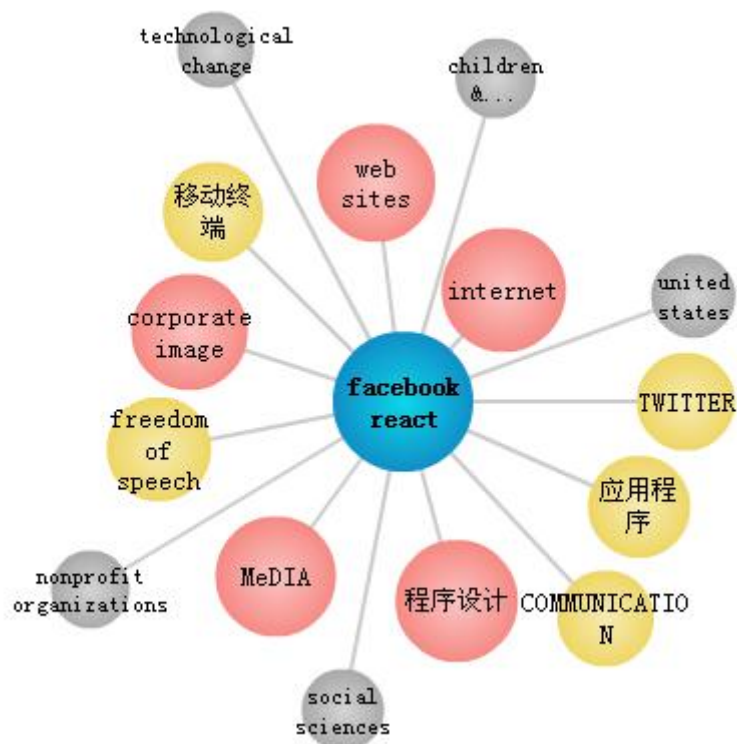 technological
change
children
&...
web
sites
移动终
端
internet
united
states
corporate
image
facebook
react
TWITTER
freedom
of
speech
应用程
序
MeDIA
程序设计
COMMUNICATIO
N
nonprofit
organizations
social
sciences